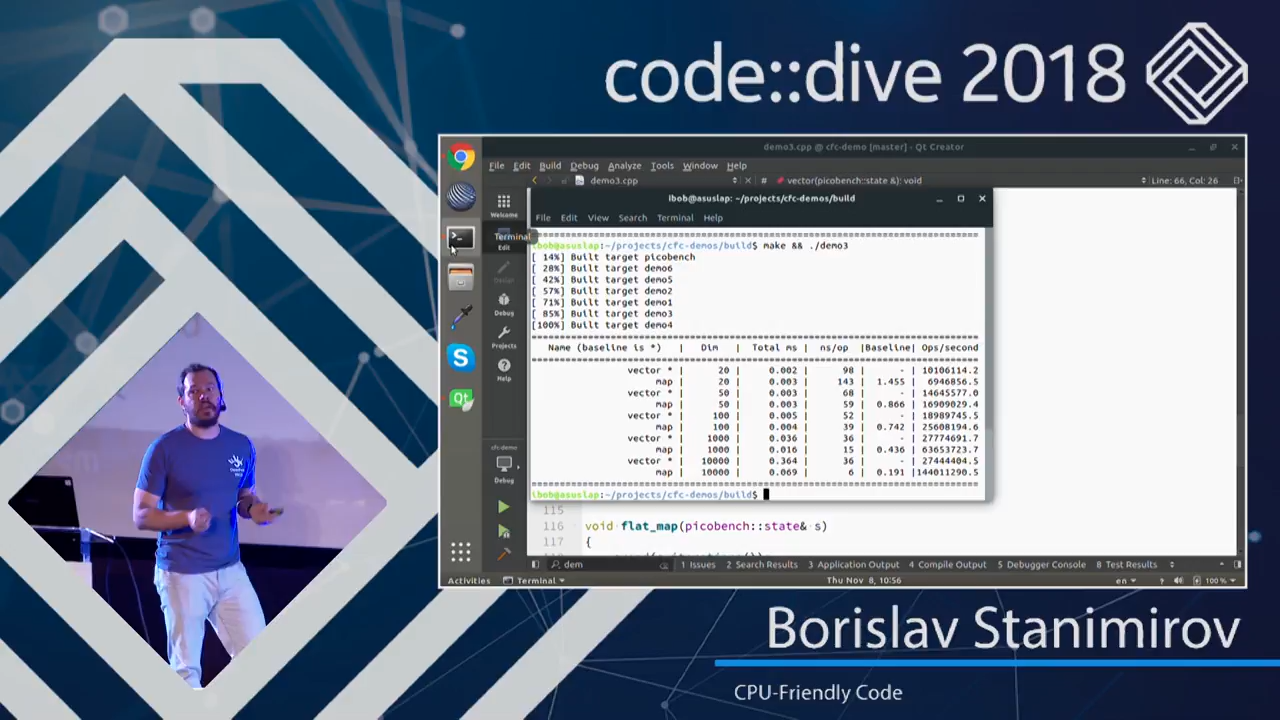 code::dive 2018
demo3.cpp @ cfc-demo [master] - Qt Creator
File Edit Build Debug Analyze Tools Window Help
demo3.cpp
vector(picobench::state &): void
Line: 66, Col: 26
Welcome
Edit
Debug
Projects
Help
cfc-demo
Debug
Terminal
ibob@asuslap: ~/projects/cfc-demos/build
File Edit View Search Terminal Help
ibob@asuslap:~/projects/cfc-demos/build$ make && ./demo3
[ 14%] Built target picobench
[ 28%] Built target demo6
[ 42%] Built target demo5
[ 57%] Built target demo2
[ 71%] Built target demo1
[ 85%] Built target demo3
[100%] Built target demo4
Name (baseline is *) | Dim | Total ms | ns/op |Baseline| Ops/second
vector * | 20 | 0.002 | 98 | - | 10106114.2
map | 20 | 0.003 | 143 | 1.455 | 6946856.5
vector * | 50 | 0.003 | 68 | - | 14645577.0
map | 50 | 0.003 | 59 | 0.866 | 16909029.4
vector * | 100 | 0.005 | 52 | - | 18989745.5
map | 100 | 0.004 | 39 | 0.742 | 25608194.6
vector * | 1000 | 0.036 | 36 | - | 27774691.7
map | 1000 | 0.016 | 15 | 0.436 | 63653723.7
vector * | 10000 | 0.364 | 36 | - | 27444404.5
map | 10000 | 0.069 | 6 | 0.191 |144011290.5
ibob@asuslap:~/projects/cfc-demos/build$
115
116 void flat_map(picobench::state& s)
117 {
dem
1 Issues 2 Search Results 3 Application Output 4 Compile Output 5 Debugger Console 8 Test Results
Activities Terminal Thu Nov 8, 10:56 en 100%
Borislav Stanimirov
CPU-Friendly Code